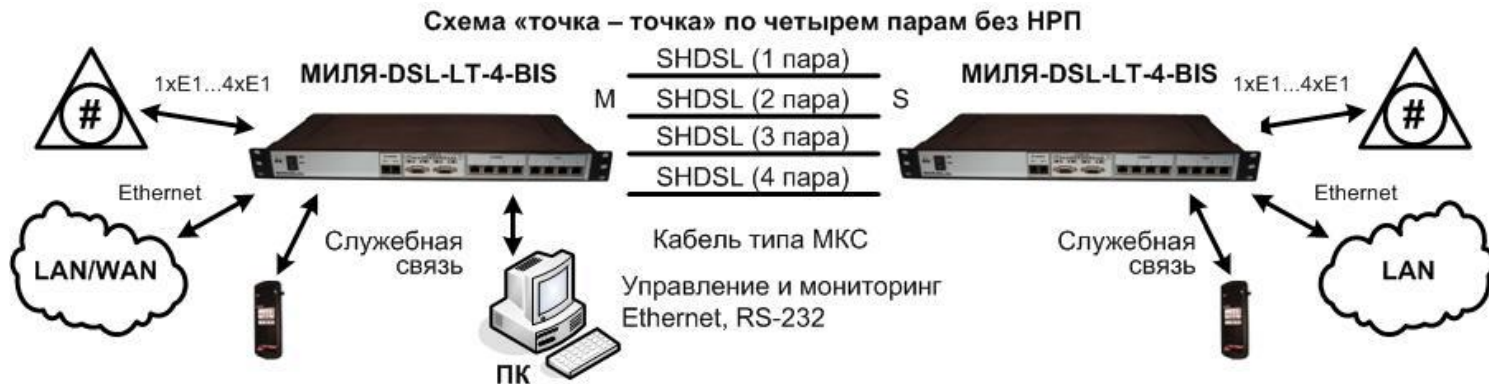 Схема «точка – точка» по четырем парам без НРП
1xE1...4xE1
#
МИЛЯ-DSL-LT-4-BIS
SHDSL (1 пара)
M
SHDSL (2 пара)
S
SHDSL (3 пара)
SHDSL (4 пара)
МИЛЯ-DSL-LT-4-BIS
1xE1...4xE1
#
Ethernet
LAN/WAN
Служебная
связь
Кабель типа МКС
Управление и мониторинг
Ethernet, RS-232
ПК
Служебная
связь
Ethernet
LAN